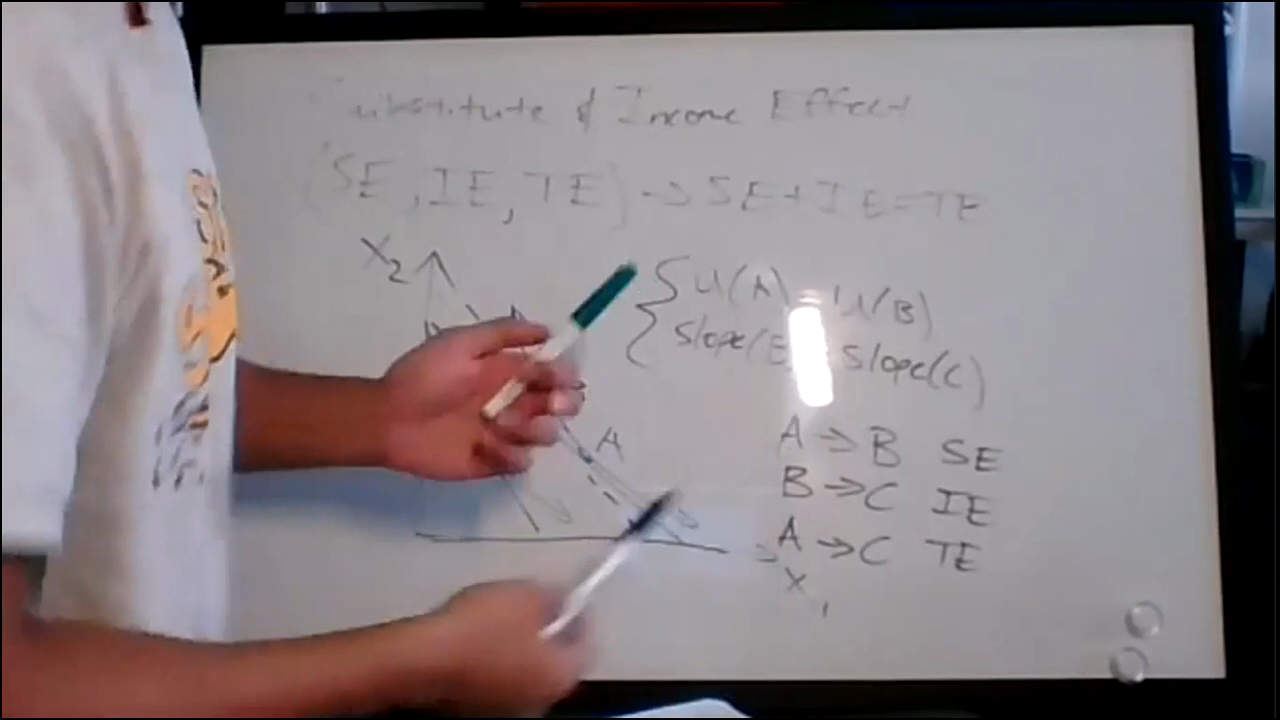 Substitute & Income Effect
(SE, IE, TE) → SE + IE = TE
X2
{ U(A) = U(B)
Slope(B) = Slope(C)
A
A → B SE
B → C IE
A → C TE
X1